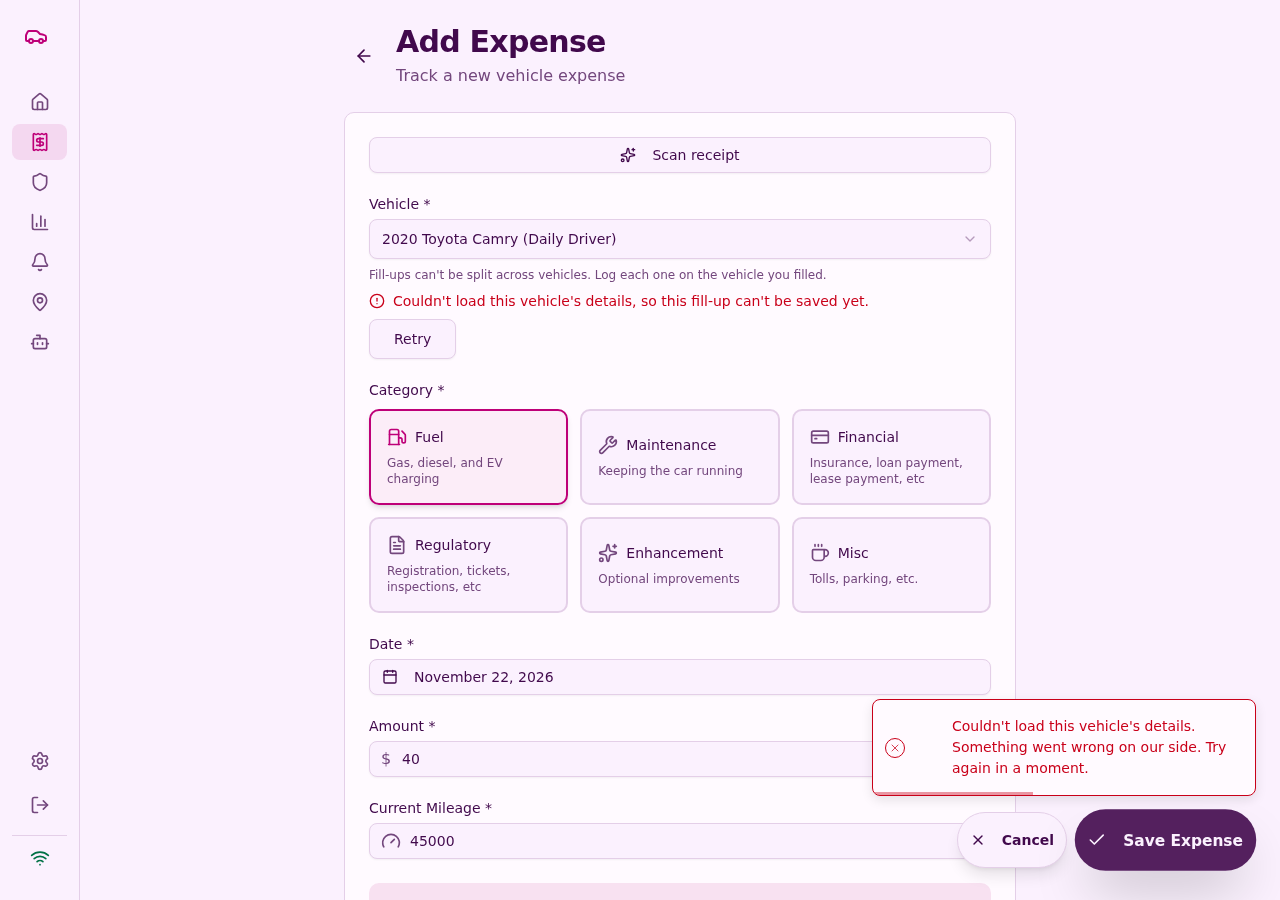 Add Expense
Track a new vehicle expense
Scan receipt
Vehicle *
2020 Toyota Camry (Daily Driver)
Fill-ups can't be split across vehicles. Log each one on the vehicle you filled.
Couldn't load this vehicle's details, so this fill-up can't be saved yet.
Retry
Category *
Fuel
Gas, diesel, and EV
charging
Maintenance
Keeping the car running
Financial
Insurance, loan payment,
lease payment, etc
Regulatory
Registration, tickets,
inspections, etc
Enhancement
Optional improvements
Misc
Tolls, parking, etc.
Date *
November 22, 2026
Amount *
$ 40
Current Mileage *
45000
Couldn't load this vehicle's details.
Something went wrong on our side. Try
again in a moment.
Cancel
Save Expense